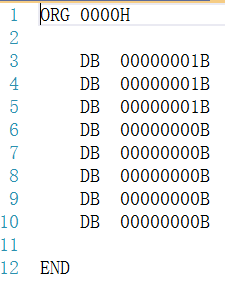 1 ORG 0000H
2
3 DB 00000001B
4 DB 00000001B
5 DB 00000001B
6 DB 00000000B
7 DB 00000000B
8 DB 00000000B
9 DB 00000000B
10 DB 00000000B
11
12 END